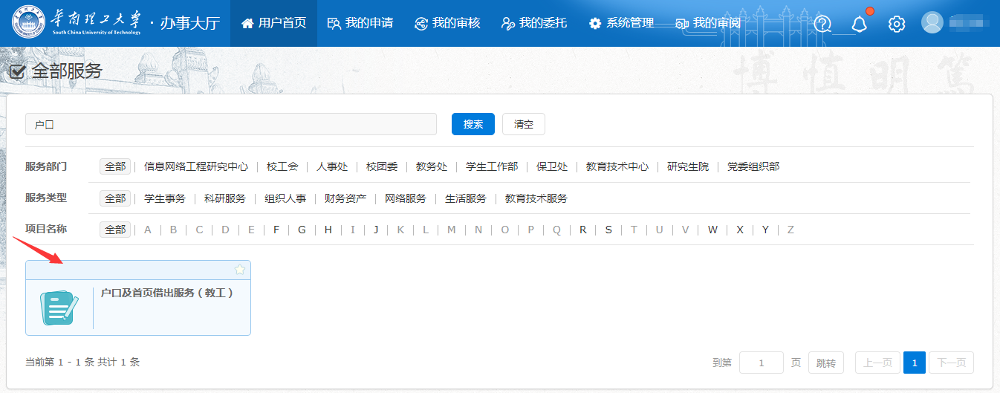 华南理工大学 South China University of Technology · 办事大厅 用户首页 我的申请 我的审核 我的委托 系统管理 我的审阅
全部服务
博慎明笃
户口 搜索 清空
服务部门 全部 信息网络工程研究中心 校工会 人事处 校团委 教务处 学生工作部 保卫处 教育技术中心 研究生院 党委组织部
服务类型 全部 学生事务 科研服务 组织人事 财务资产 网络服务 生活服务 教育技术服务
项目名称 全部 A B C D E F G H I J K L M N O P Q R S T U V W X Y Z
户口及首页借出服务（教工）
当前第 1 - 1 条 共计 1 条 到第 1 页 跳转 上一页 1 下一页